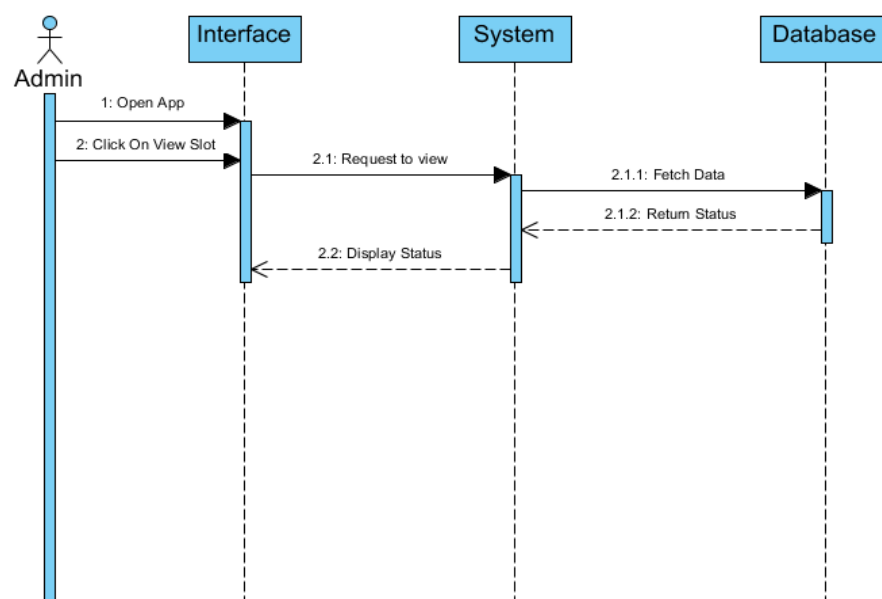 Interface
System
Database
Admin
1: Open App
2: Click On View Slot
2.1: Request to view
2.1.1: Fetch Data
2.1.2: Return Status
2.2: Display Status